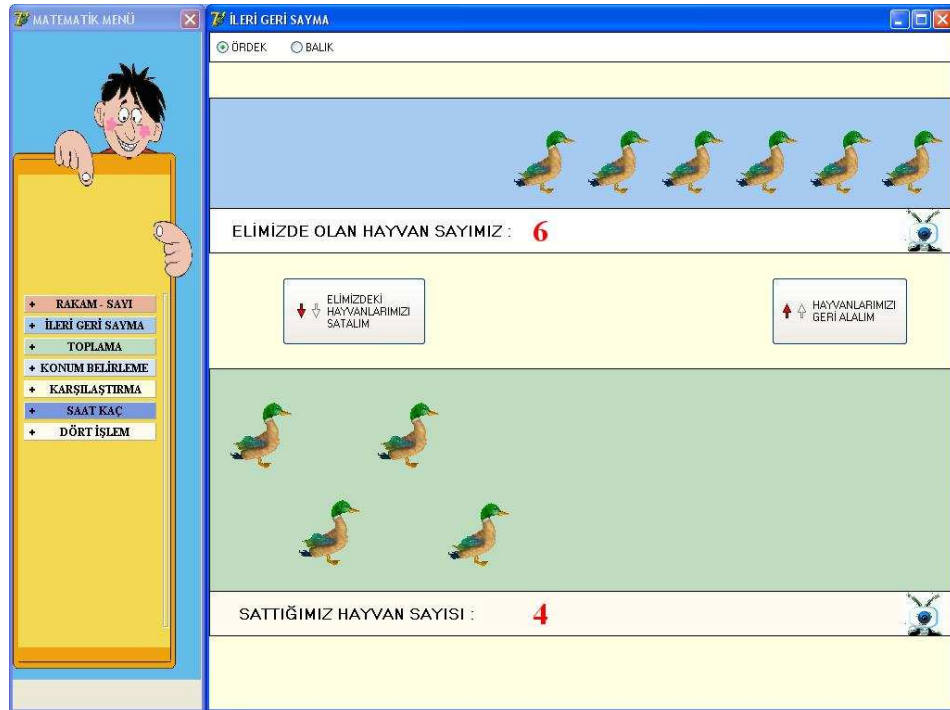 MATEMATİK MENÜ
+ RAKAM - SAYI
+ İLERİ GERİ SAYMA
+ TOPLAMA
+ KONUM BELİRLEME
+ KARŞILAŞTIRMA
+ SAAT KAÇ
+ DÖRT İŞLEM
İLERİ GERİ SAYMA
ÖRDEK BALIK
ELİMİZDE OLAN HAYVAN SAYIMIZ : 6
ELİMİZDEKİ
HAYVANLARIMIZI
SATALIM
HAYVANLARIMIZI
GERİ ALALIM
SATTIĞIMIZ HAYVAN SAYISI : 4